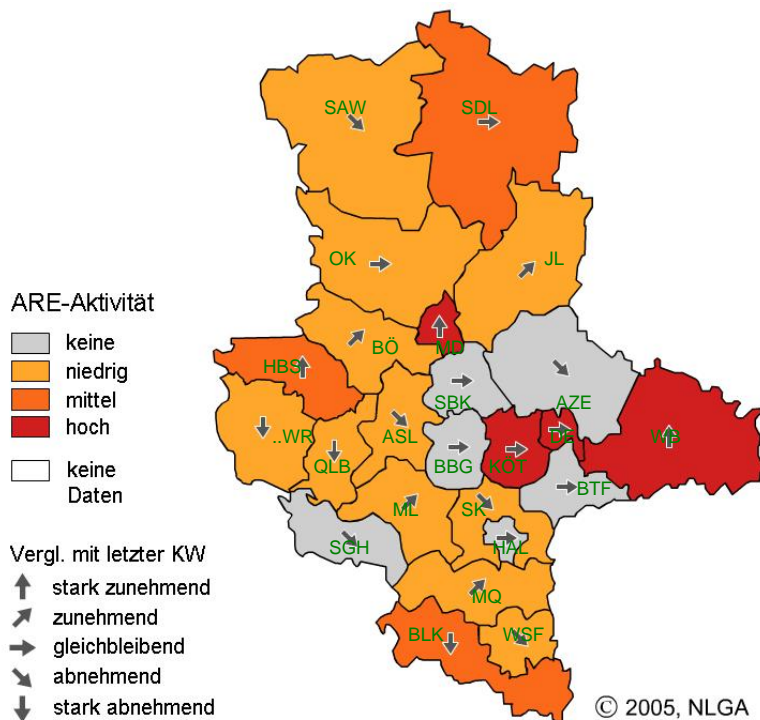 SAW
SDL
OK
JL
ARE-Aktivität
keine
niedrig
mittel
hoch
keine
Daten
HBS
BÖ
MD
SBK
AZE
..WR
QLB
ASL
BBG
KÖT
DE
WB
BTF
ML
SK
SGH
HAL
MQ
BLK
WSF
Vergl. mit letzter KW
stark zunehmend
zunehmend
gleichbleibend
abnehmend
stark abnehmend
© 2005, NLGA